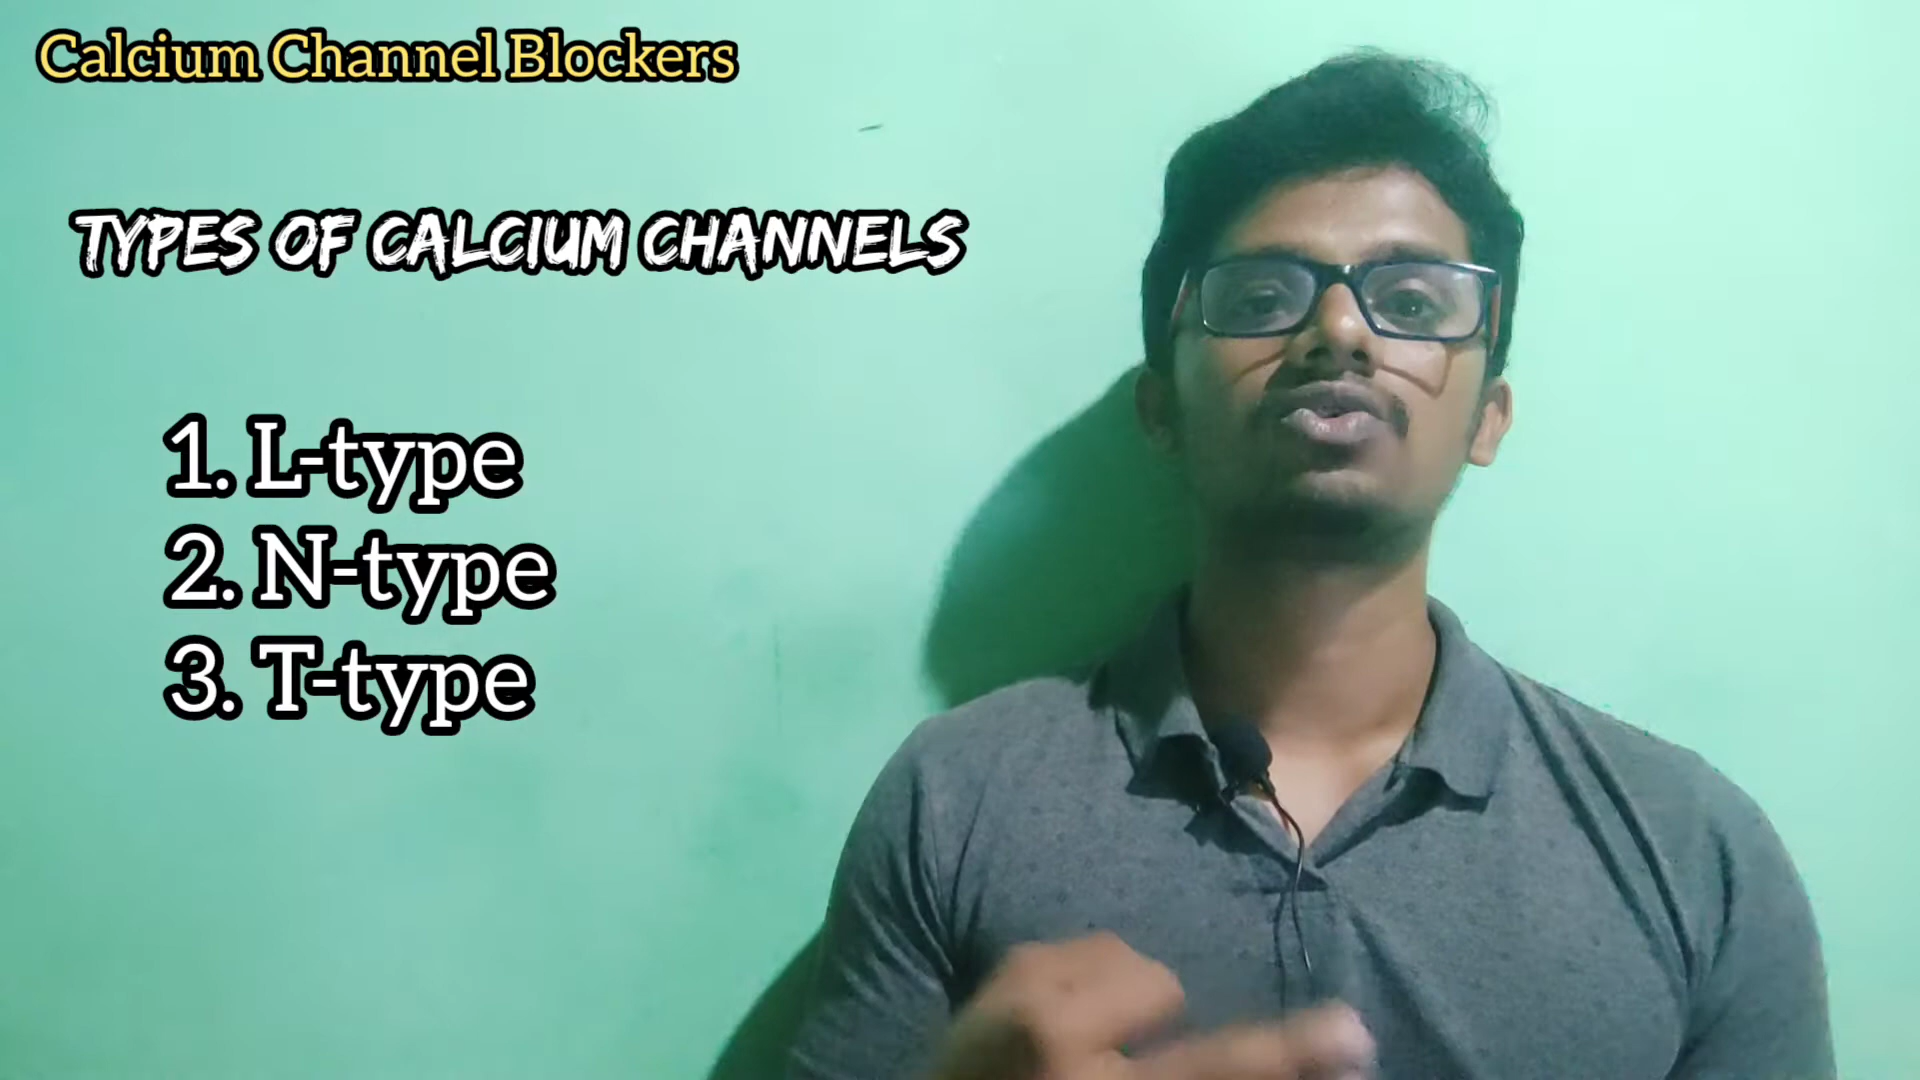 Calcium Channel Blockers
TYPES OF CALCIUM CHANNELS
1. L-type
2. N-type
3. T-type